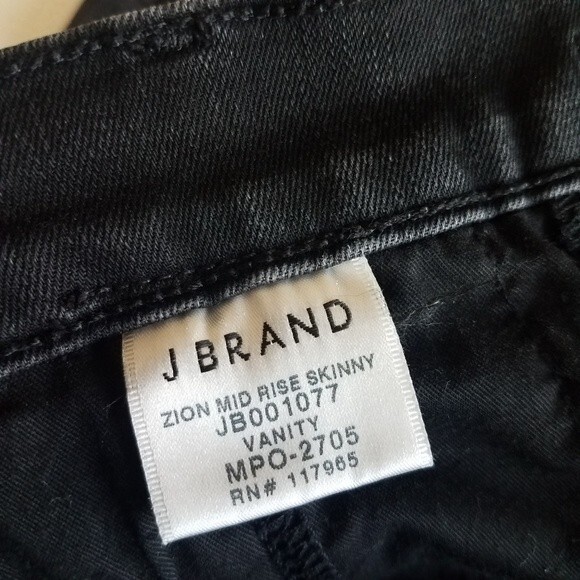 J BRAND
ZION MID RISE SKINNY
JB001077
VANITY
MPO-2705
RN# 117965